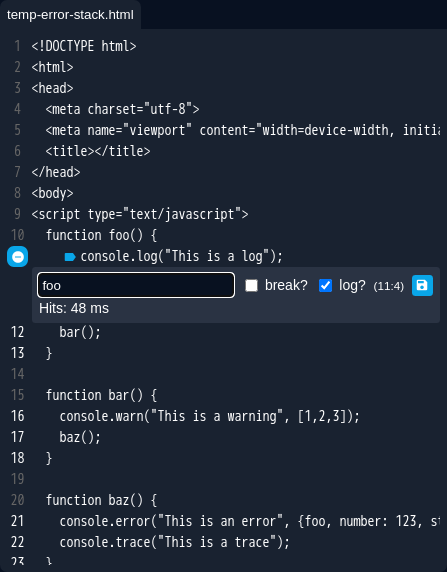 temp-error-stack.html
1 <!DOCTYPE html>
2 <html>
3 <head>
4 <meta charset="utf-8">
5 <meta name="viewport" content="width=device-width, initia
6 <title></title>
7 </head>
8 <body>
9 <script type="text/javascript">
10 function foo() {
console.log("This is a log");
foo break? log? (11:4)
Hits: 48 ms
12 bar();
13 }
14
15 function bar() {
16 console.warn("This is a warning", [1,2,3]);
17 baz();
18 }
19
20 function baz() {
21 console.error("This is an error", {foo, number: 123, st
22 console.trace("This is a trace");
23 }